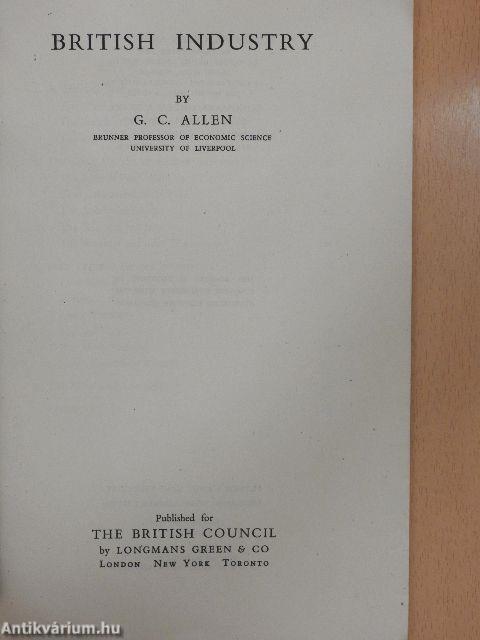 BRITISH INDUSTRY
BY
G. C. ALLEN
BRUNNER PROFESSOR OF ECONOMIC SCIENCE
UNIVERSITY OF LIVERPOOL
Published for
THE BRITISH COUNCIL
by LONGMANS GREEN & CO
LONDON NEW YORK TORONTO
Antikvárium.hu